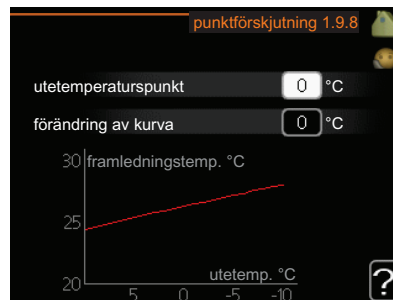 punktförskjutning 1.9.8
utetemperaturspunkt 0 °C
förändring av kurva 0 °C
30 framledningstemp. °C
25
utetemp. °C
20
5 0 -5 -10
?